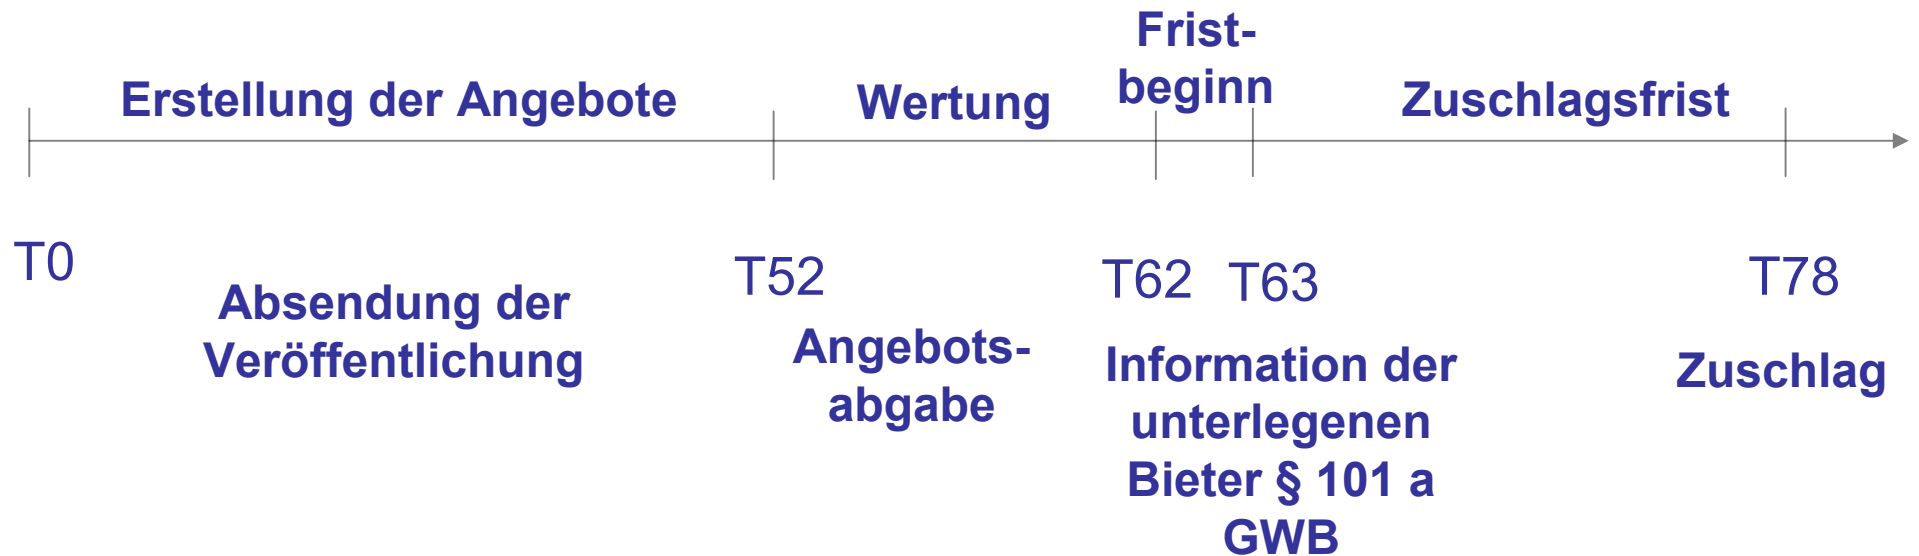 Frist-
beginn
Erstellung der Angebote
Wertung
Zuschlagsfrist
T0
T52
T62
T63
T78
Absendung der
Veröffentlichung
Angebots-
abgabe
Information der
unterlegenen
Bieter § 101 a
GWB
Zuschlag